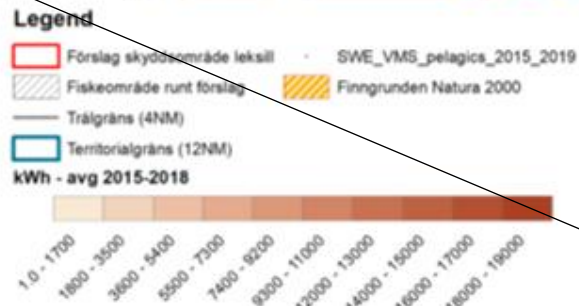 Legend
Förslag skyddsområde leksill
SWE_VMS_pelagics_2015_2019
Fiskeområde runt förslag
Finngrunden Natura 2000
Trålgräns (4NM)
Territorialgräns (12NM)
kWh - avg 2015-2018
1.0 - 1700
1800 - 3500
3600 - 5400
5500 - 7300
7400 - 9200
9300 - 11000
12000 - 13000
14000 - 15000
16000 - 17000
18000 - 19000